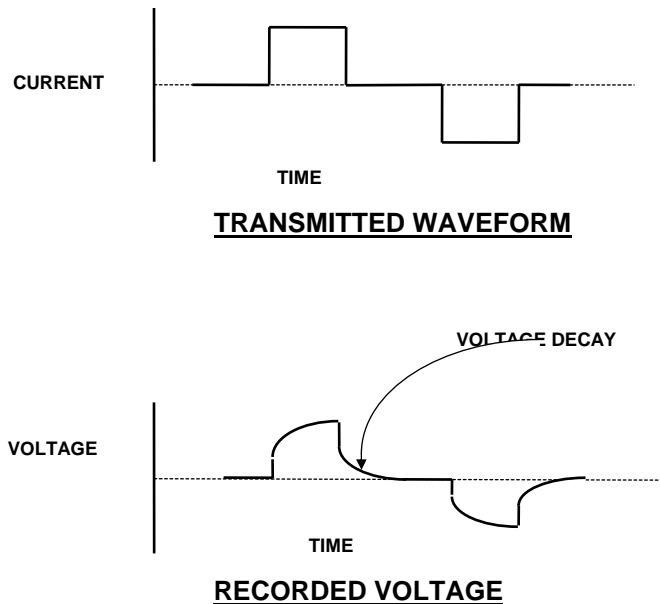 CURRENT
TIME
TRANSMITTED WAVEFORM
VOLTAGE DECAY
VOLTAGE
TIME
RECORDED VOLTAGE